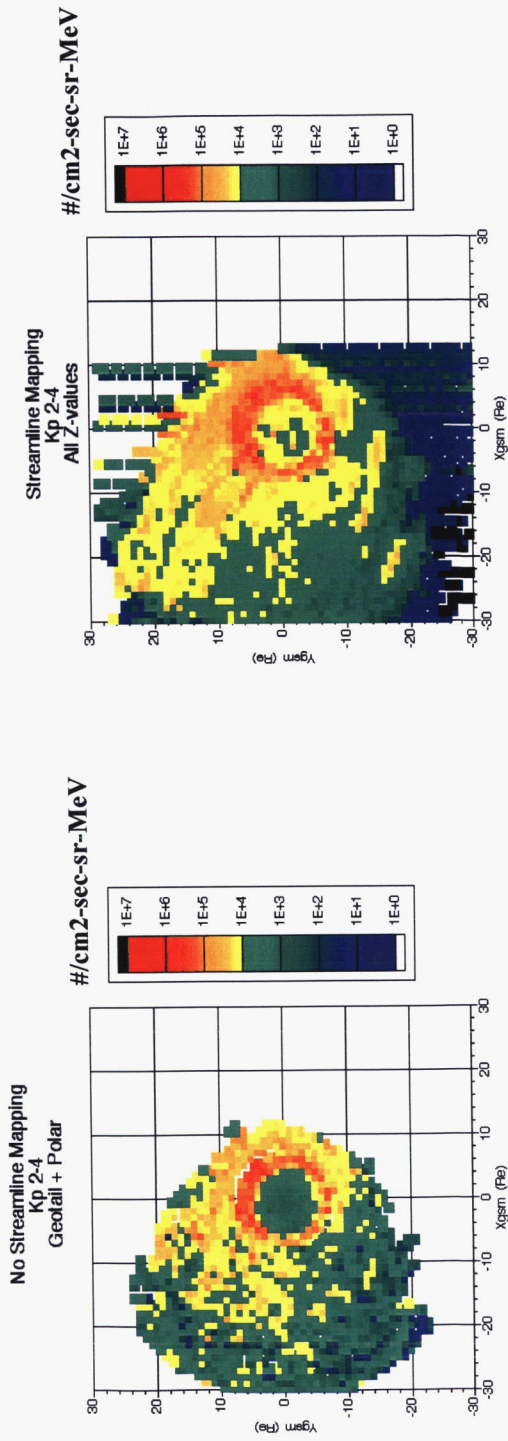 No Streamline Mapping
Kp 2-4
Geotail + Polar
30
20
10
0
-10
-20
-30
Ygsm (Re)
-30
-20
-10
0
10
20
30
Xgsm (Re)
#/cm2-sec-sr-MeV
1E+7
1E+6
1E+5
1E+4
1E+3
1E+2
1E+1
1E+0
Streamline Mapping
Kp 2-4
All Z-values
30
20
10
0
-10
-20
-30
Ygsm (Re)
-30
-20
-10
0
10
20
30
Xgsm (Re)
#/cm2-sec-sr-MeV
1E+7
1E+6
1E+5
1E+4
1E+3
1E+2
1E+1
1E+0